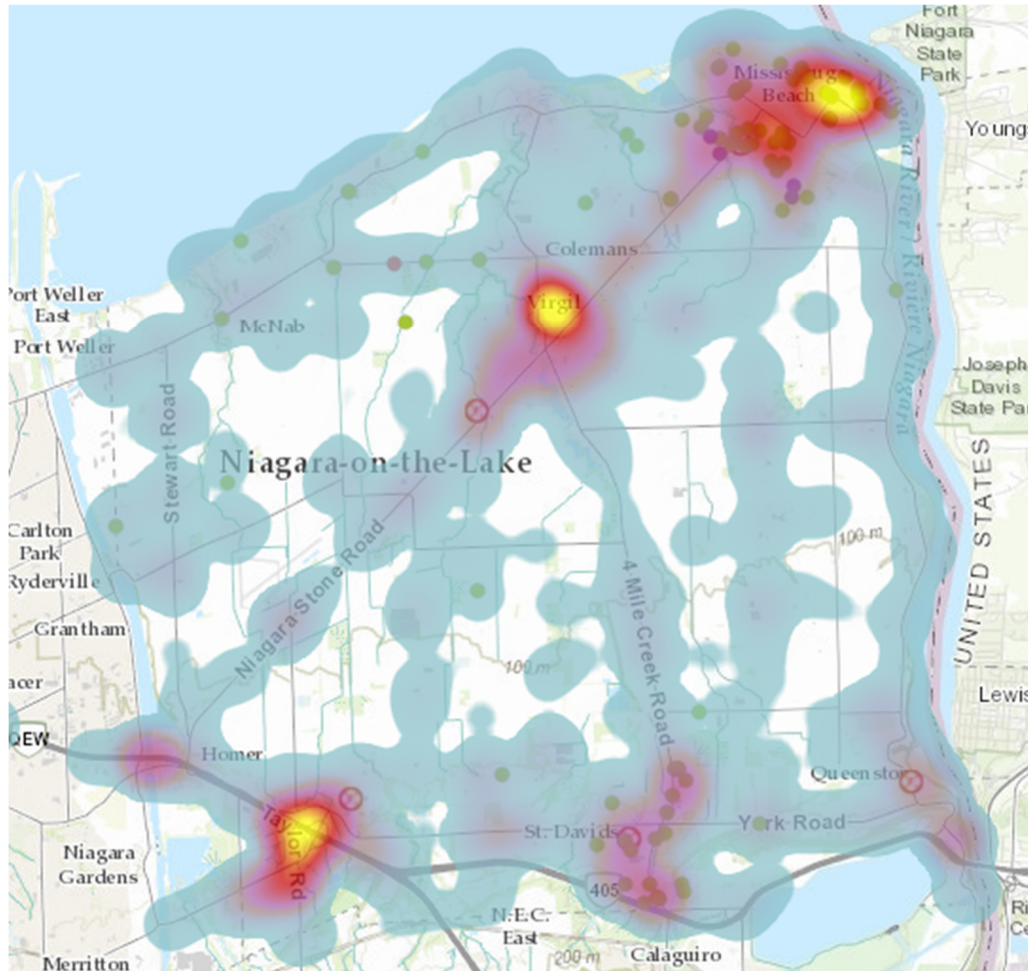 Fort
Niagara
State
Park
Beach
Niagara River / Rivière Niagara
Colemans
Port Weller
East
Virgil
McNab
Port Weller
Joseph
Davis
State Pa
Stewart Road
Niagara-on-the-Lake
UNITED STATES
Carlton
Park
100 m
Ryderville
Niagara Stone Road
4 Mile Creek Road
Grantham
100 m
acer
Lewis
QEW
Homer
Queenston
Taylor Rd
St. Davids
York Road
Niagara
Gardens
405
Ri
Ce
N.E.C.
East
Calaguiro
200 m
Merritton